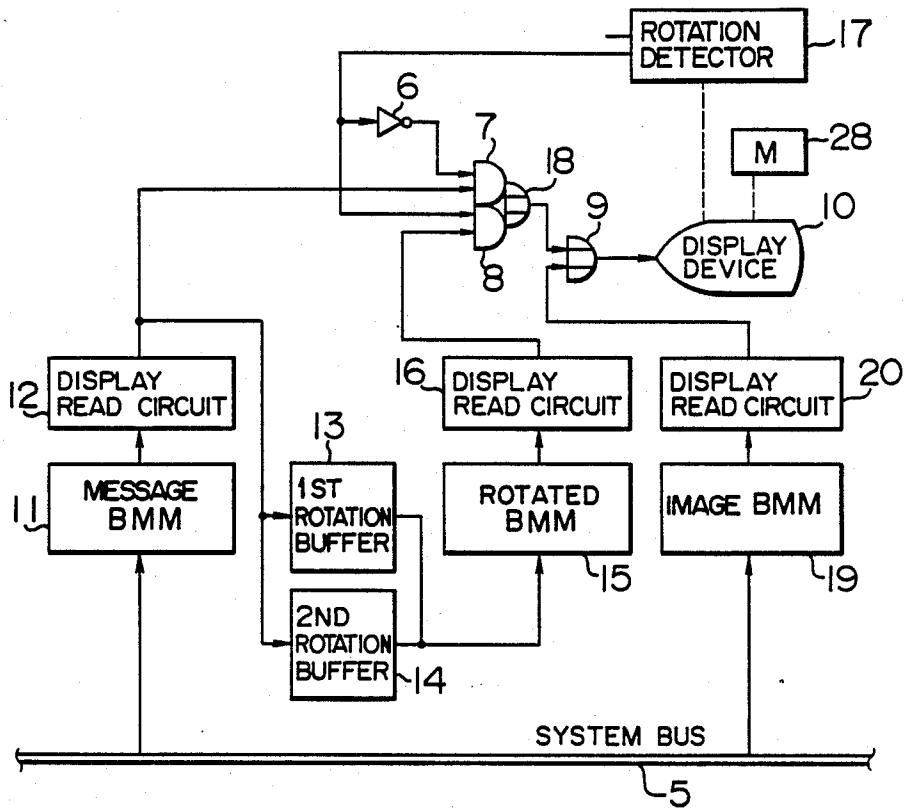 ROTATION
DETECTOR
17
6
7
18
M
28
9
10
DISPLAY
DEVICE
8
12
DISPLAY
READ CIRCUIT
16
DISPLAY
READ CIRCUIT
DISPLAY
READ CIRCUIT
20
13
11
MESSAGE
BMM
1ST
ROTATION
BUFFER
ROTATED
BMM
15
IMAGE BMM
19
2ND
ROTATION
BUFFER
14
SYSTEM BUS
5